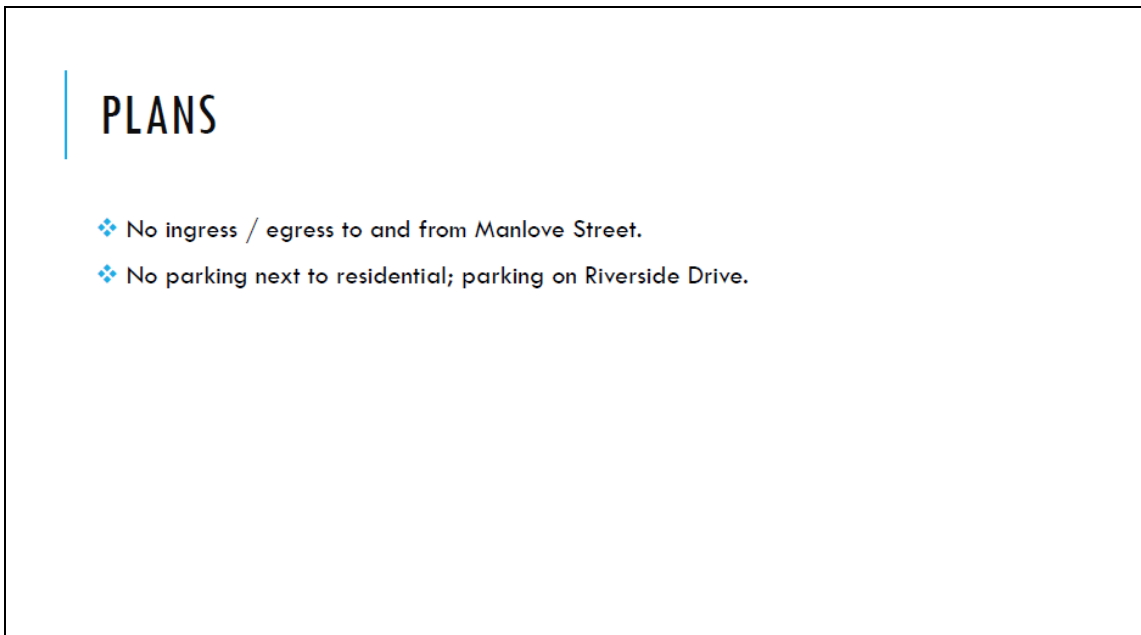 PLANS
No ingress / egress to and from Manlove Street.
No parking next to residential; parking on Riverside Drive.